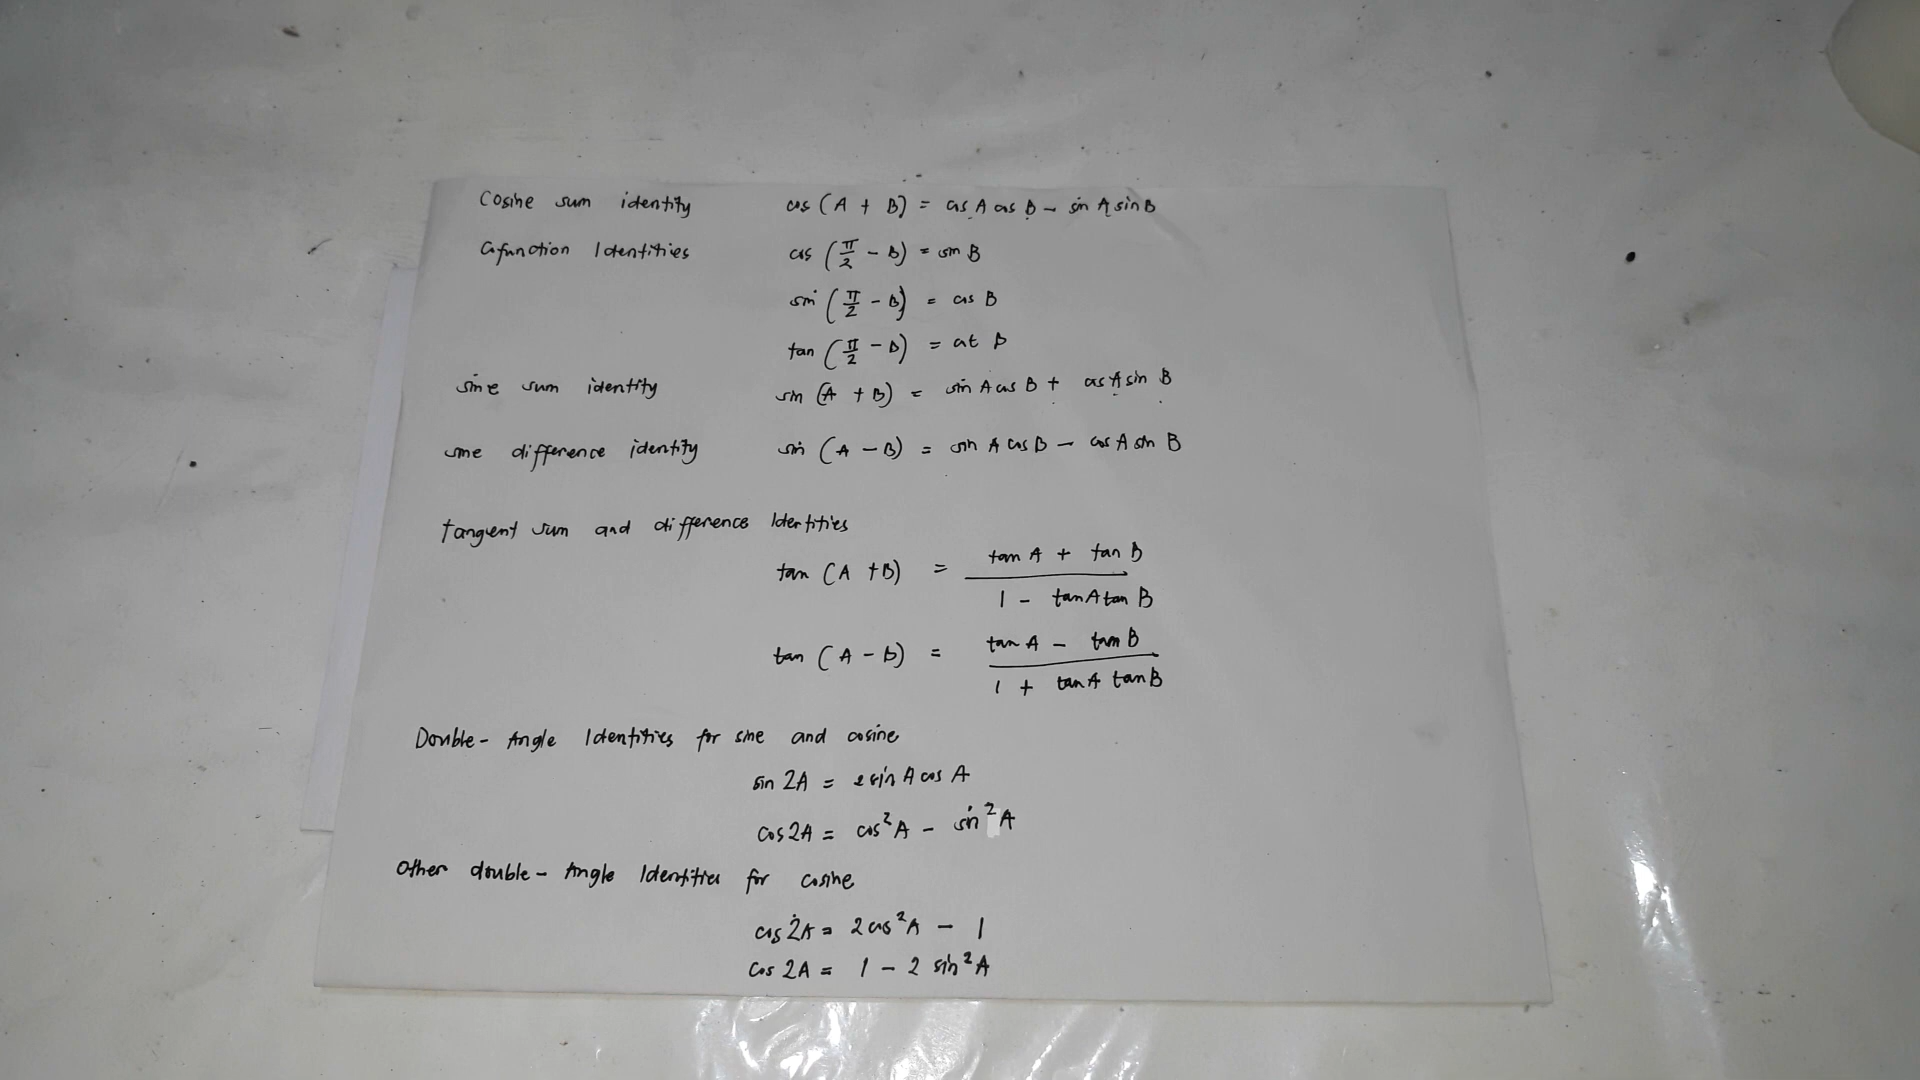 Cosine sum identity cos (A + B) = cos A cos B - sin A sin B
Cofunction Identities cos (π/2 - B) = sin B
sin (π/2 - B) = cos B
tan (π/2 - B) = cot B
sine sum identity sin (A + B) = sin A cos B + cos A sin B
sine difference identity sin (A - B) = sin A cos B - cos A sin B
Tangent sum and difference Identities
tan (A + B) = tan A + tan B / 1 - tan A tan B
tan (A - B) = tan A - tan B / 1 + tan A tan B
Double - Angle Identities for sine and cosine
sin 2A = 2 sin A cos A
cos 2A = cos² A - sin² A
Other double - Angle Identities for cosine
cos 2A = 2 cos² A - 1
cos 2A = 1 - 2 sin² A